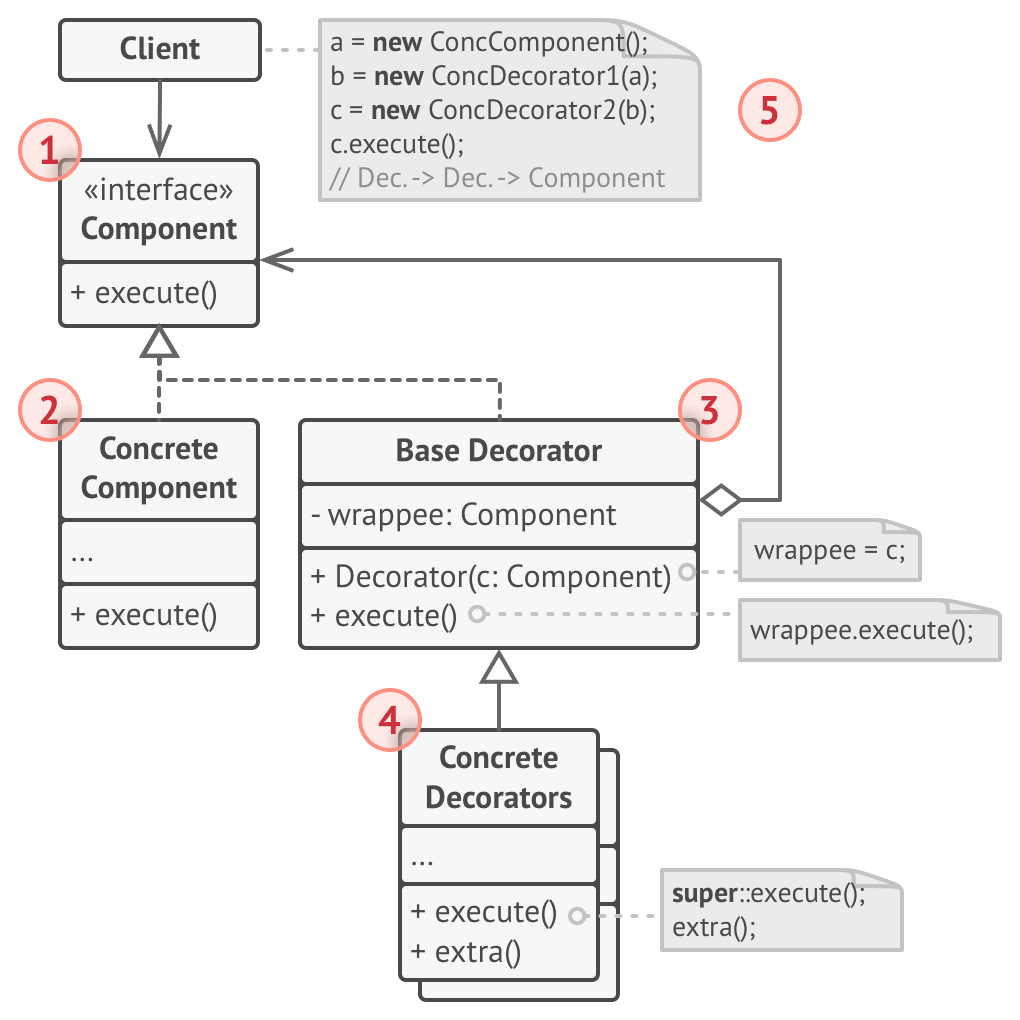 Client
a = new ConcComponent();
b = new ConcDecorator1(a);
c = new ConcDecorator2(b);
c.execute();
// Dec. -> Dec. -> Component
5
1
«interface»
Component
+ execute()
2
Concrete
Component
...
+ execute()
3
Base Decorator
- wrappee: Component
+ Decorator(c: Component)
+ execute()
wrappee = c;
wrappee.execute();
4
Concrete
Decorators
...
+ execute()
+ extra()
super::execute();
extra();